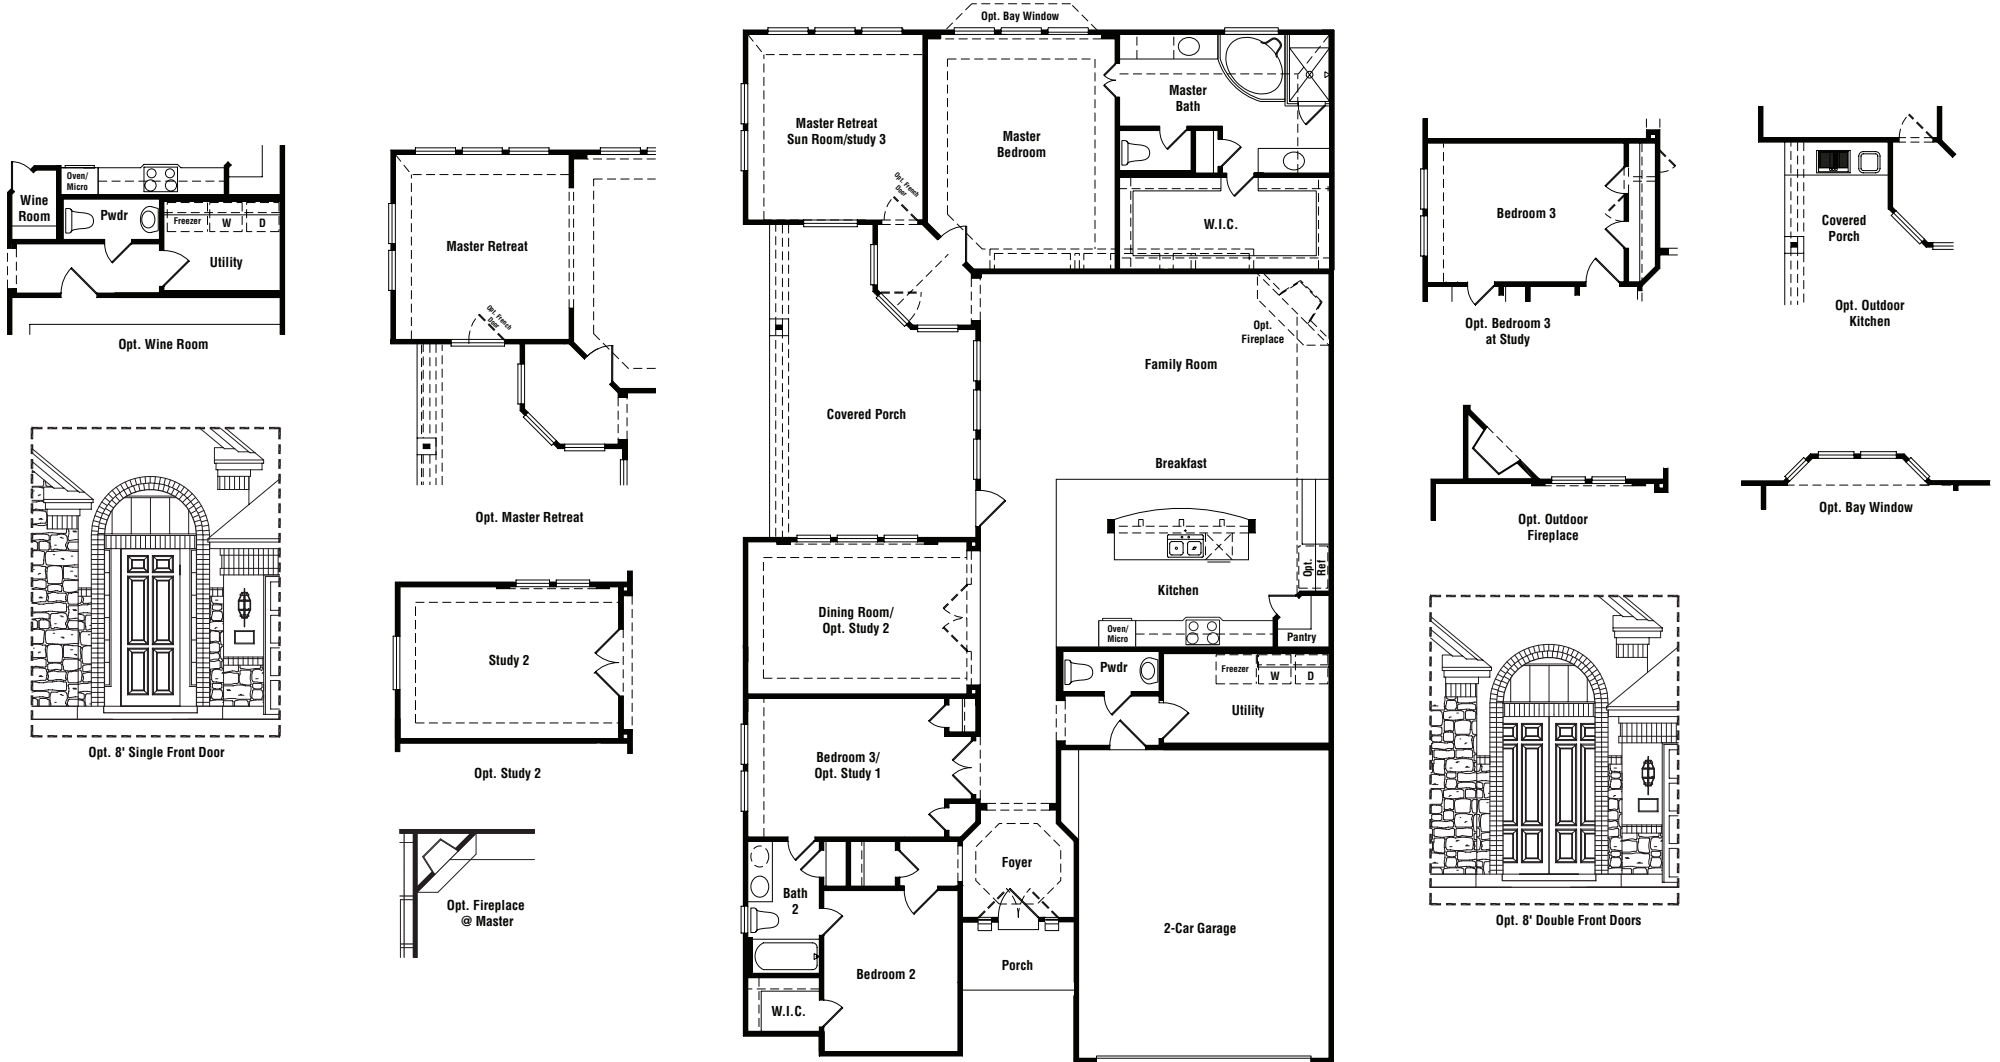 Oven/
Micro
Wine
Room
Pwdr
Freezer
W
D
Utility
Opt. Wine Room
Opt. 8' Single Front Door
Master Retreat
Opt. French
Door
Opt. Master Retreat
Study 2
Opt. Study 2
Opt. Fireplace
@ Master
Opt. Bay Window
Master Retreat
Sun Room/study 3
Opt. French
Door
Master
Bedroom
Master
Bath
W.I.C.
Opt.
Fireplace
Family Room
Covered Porch
Breakfast
Opt.
Ref.
Kitchen
Dining Room/
Opt. Study 2
Oven/
Micro
Pantry
Pwdr
Freezer
W
D
Utility
Bedroom 3/
Opt. Study 1
Foyer
Bath
2
2-Car Garage
Porch
Bedroom 2
W.I.C.
Bedroom 3
Opt. Bedroom 3
at Study
Covered
Porch
Opt. Outdoor
Kitchen
Opt. Outdoor
Fireplace
Opt. Bay Window
Opt. 8' Double Front Doors